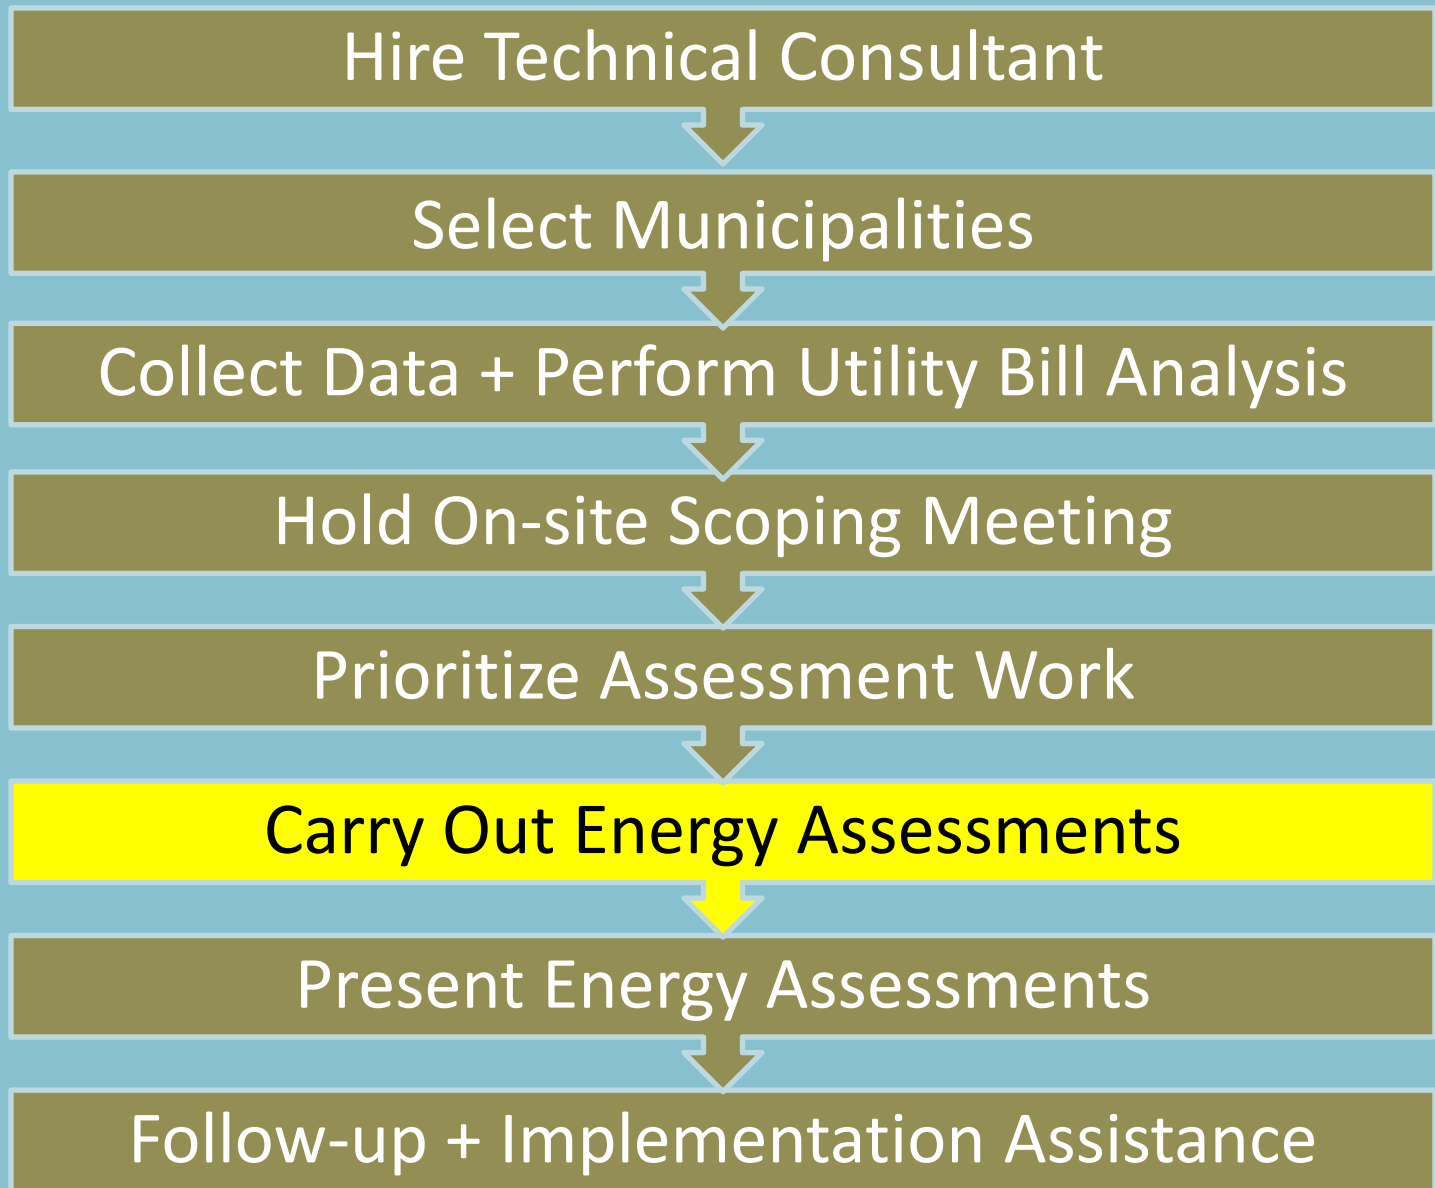 Hire Technical Consultant
Select Municipalities
Collect Data + Perform Utility Bill Analysis
Hold On-site Scoping Meeting
Prioritize Assessment Work
Carry Out Energy Assessments
Present Energy Assessments
Follow-up + Implementation Assistance